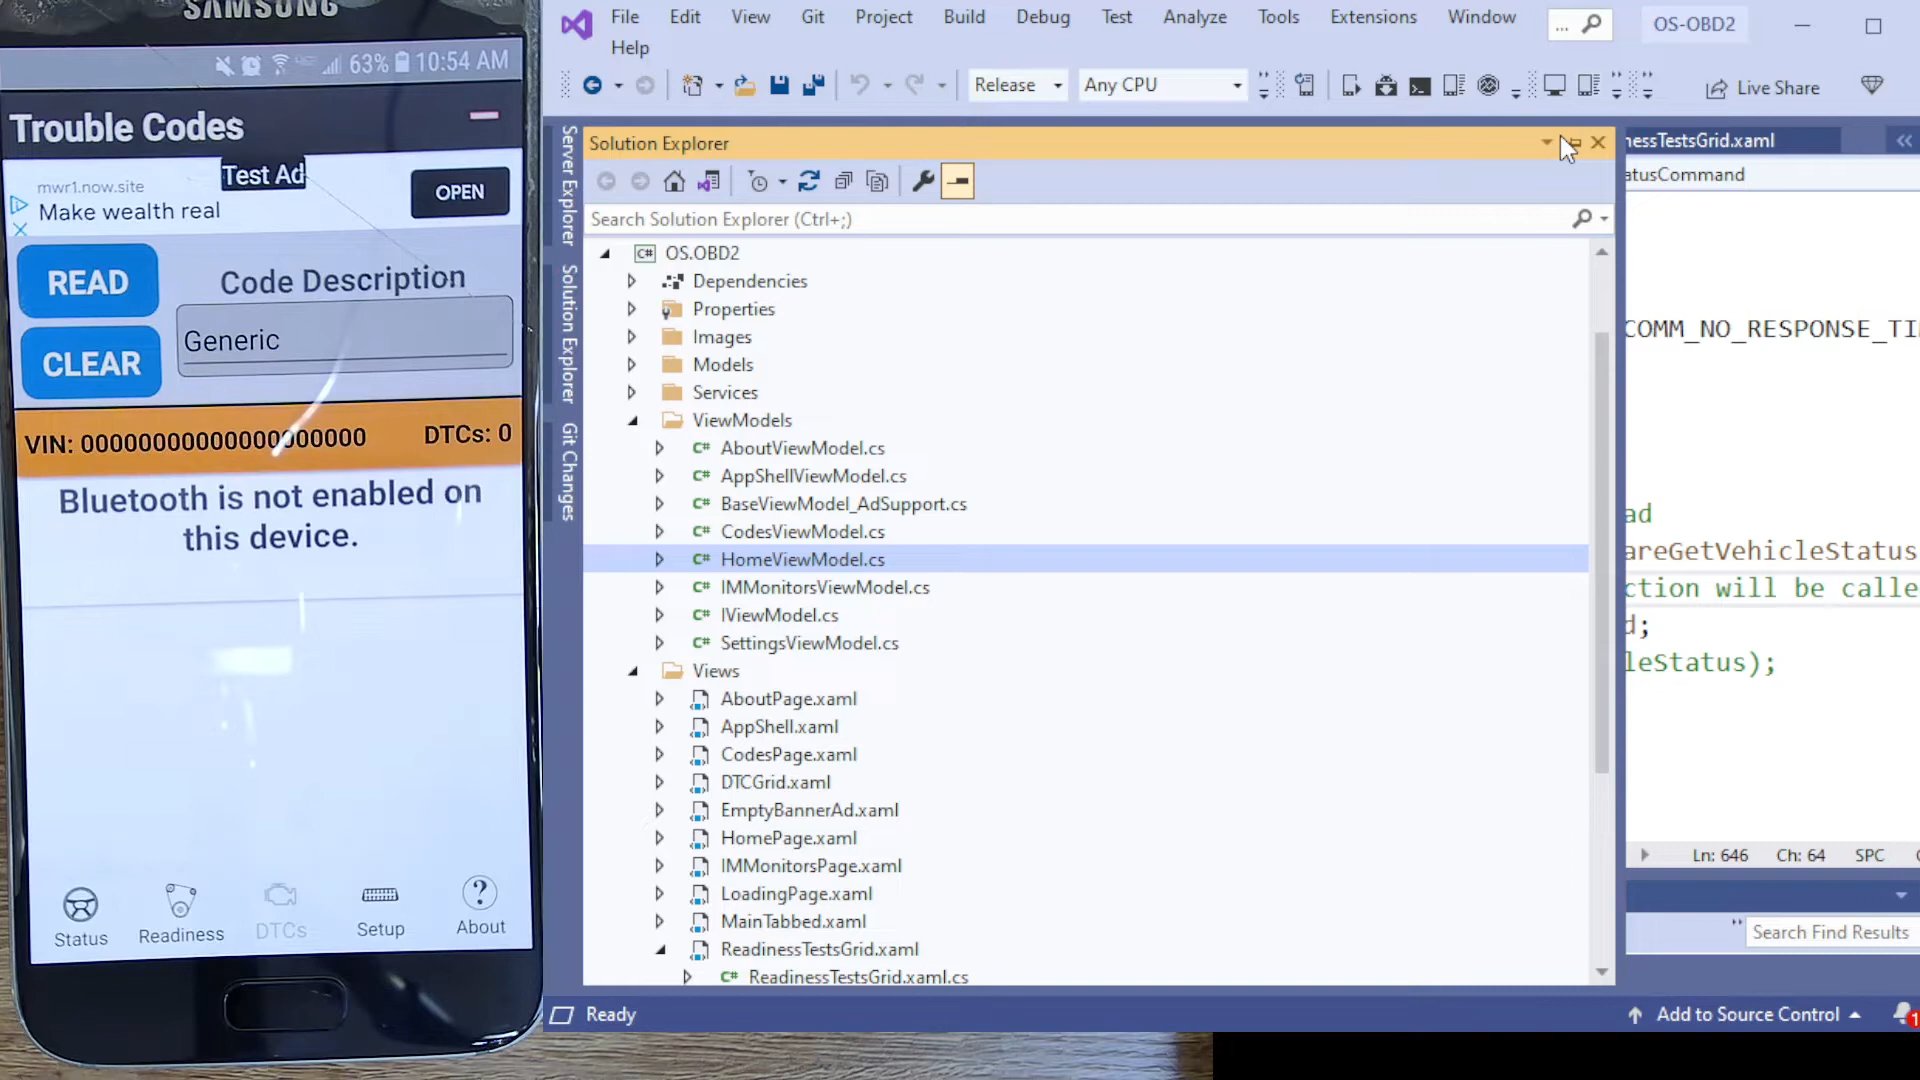 SAMSUNG
63% 10:54 AM
Trouble Codes
Test Ad
mwr1.now.site
Make wealth real
OPEN
READ
Code Description
Generic
CLEAR
VIN: 00000000000000000000
DTCs: 0
Bluetooth is not enabled on
this device.
Status
Readiness
DTCs
Setup
About
File Edit View Git Project Build Debug Test Analyze Tools Extensions Window
Help
... OS-OBD2
Release Any CPU Live Share
Server Explorer
Solution Explorer
Git Changes
Solution Explorer
Search Solution Explorer (Ctrl+;)
C# OS.OBD2
Dependencies
Properties
Images
Models
Services
ViewModels
C# AboutViewModel.cs
C# AppShellViewModel.cs
C# BaseViewModel_AdSupport.cs
C# CodesViewModel.cs
C# HomeViewModel.cs
C# IMMonitorsViewModel.cs
C# IViewModel.cs
C# SettingsViewModel.cs
Views
AboutPage.xaml
AppShell.xaml
CodesPage.xaml
DTCGrid.xaml
EmptyBannerAd.xaml
HomePage.xaml
IMMonitorsPage.xaml
LoadingPage.xaml
MainTabbed.xaml
ReadinessTestsGrid.xaml
C# ReadinessTestsGrid.xaml.cs
nessTestsGrid.xaml
atusCommand
COMM_NO_RESPONSE_TI
ad
areGetVehicleStatus
ction will be calle
d;
leStatus);
Ln: 646 Ch: 64 SPC
Search Find Results
Ready
Add to Source Control
1